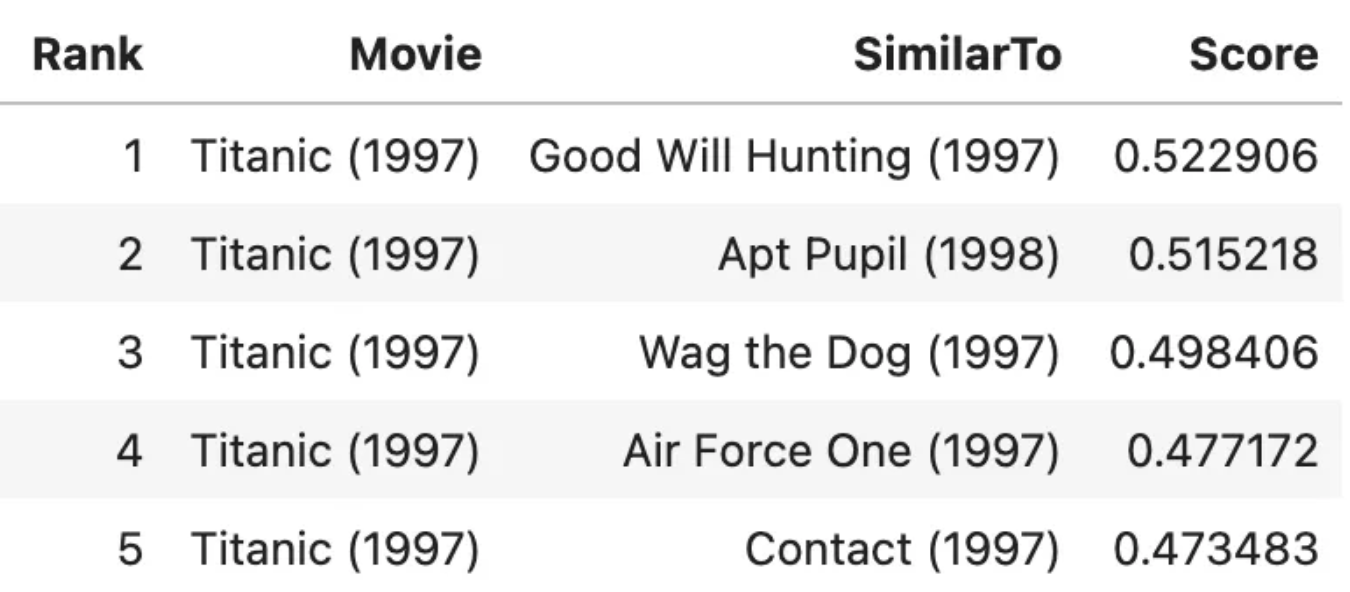 Rank Movie SimilarTo Score
1 Titanic (1997) Good Will Hunting (1997) 0.522906
2 Titanic (1997) Apt Pupil (1998) 0.515218
3 Titanic (1997) Wag the Dog (1997) 0.498406
4 Titanic (1997) Air Force One (1997) 0.477172
5 Titanic (1997) Contact (1997) 0.473483